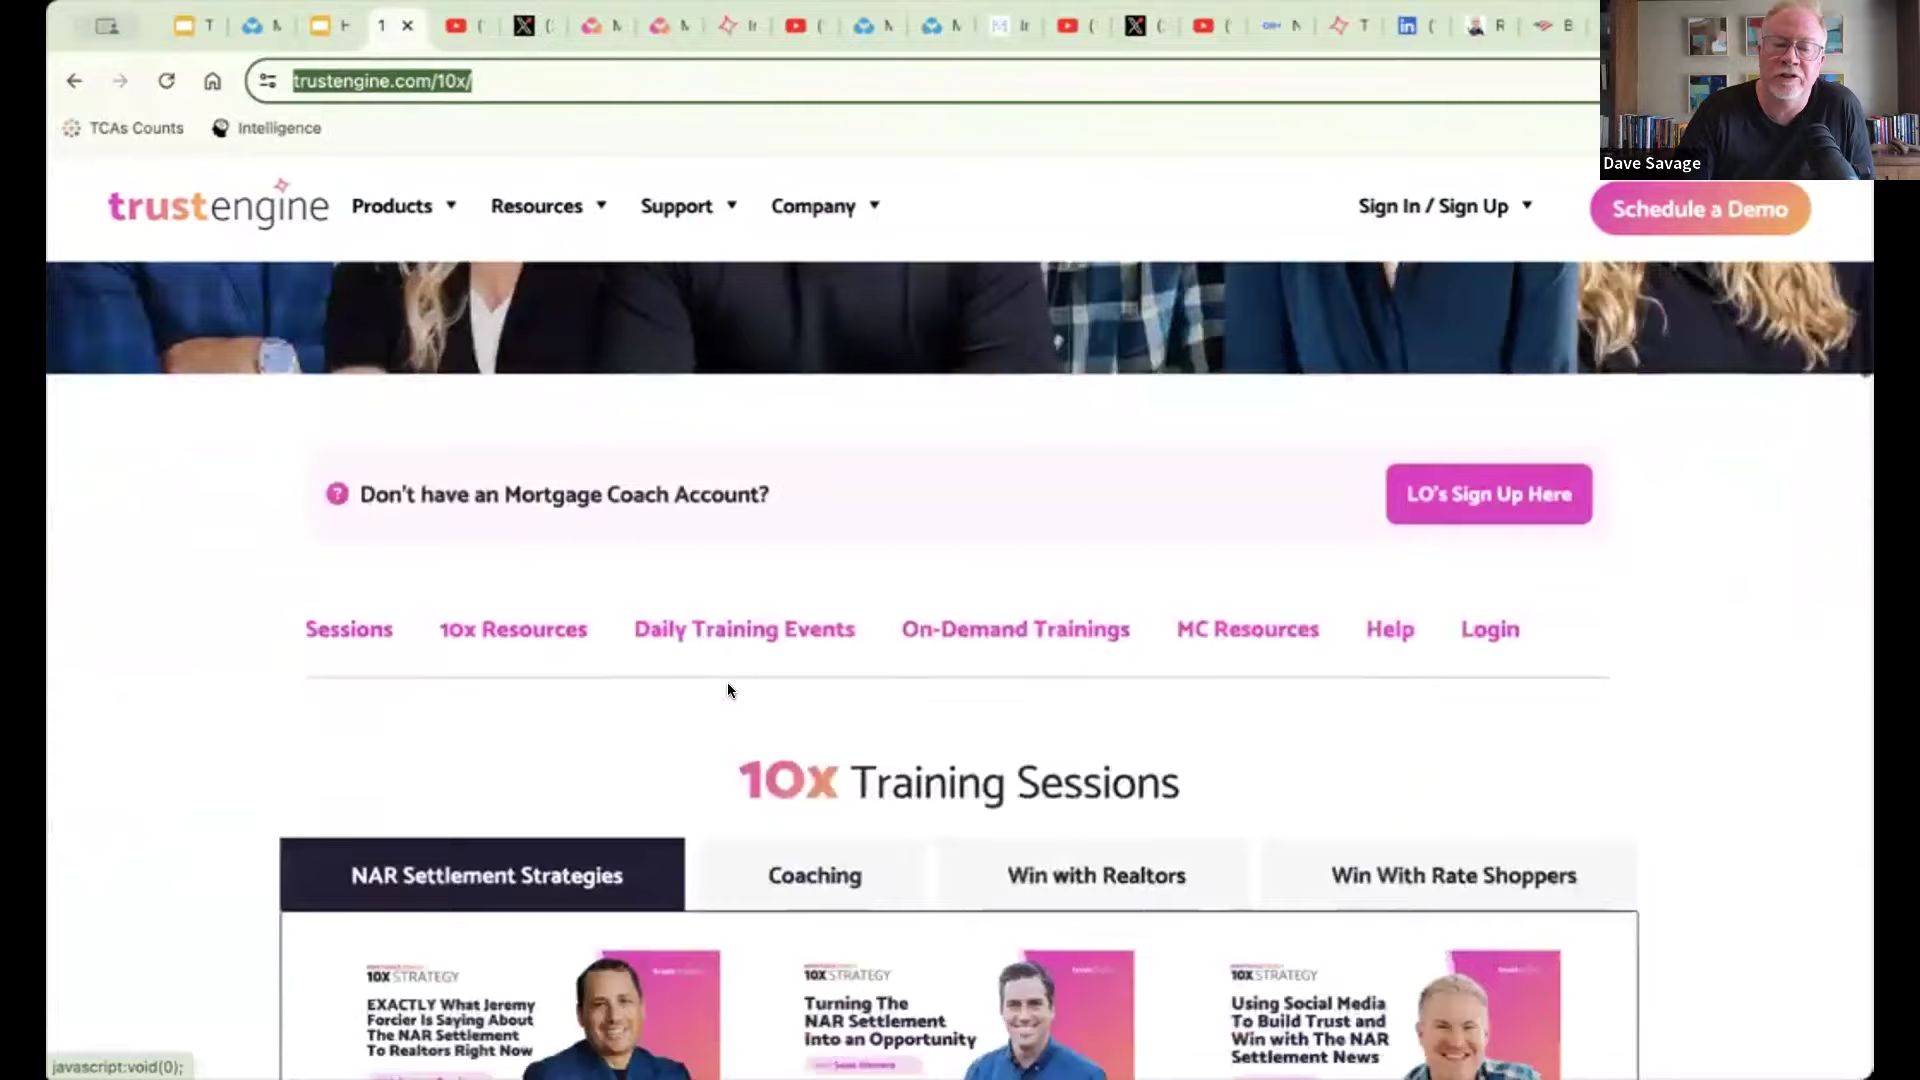 trustengine.com/10x/
TCAs Counts Intelligence
Dave Savage
trustengine Products Resources Support Company Sign In / Sign Up Schedule a Demo
? Don't have an Mortgage Coach Account? LO's Sign Up Here
Sessions 10x Resources Daily Training Events On-Demand Trainings MC Resources Help Login
10x Training Sessions
NAR Settlement Strategies Coaching Win with Realtors Win With Rate Shoppers
10X STRATEGY
EXACTLY What Jeremy
Forcier Is Saying About
The NAR Settlement
To Realtors Right Now
10X STRATEGY
Turning The
NAR Settlement
Into an Opportunity
10X STRATEGY
Using Social Media
To Build Trust and
Win with The NAR
Settlement News
javascript:void(0);